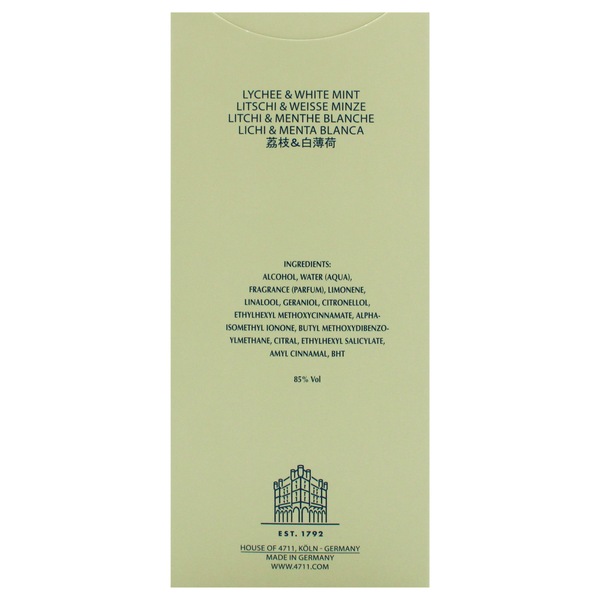 LYCHEE & WHITE MINT
LITSCHI & WEISSE MINZE
LITCHI & MENTHE BLANCHE
LICHI & MENTA BLANCA
荔枝&白薄荷
INGREDIENTS:
ALCOHOL, WATER (AQUA),
FRAGRANCE (PARFUM), LIMONENE,
LINALOOL, GERANIOL, CITRONELLOL,
ETHYLHEXYL METHOXYCINNAMATE, ALPHA-
ISOMETHYL IONONE, BUTYL METHOXYDIBENZO-
YLMETHANE, CITRAL, ETHYLHEXYL SALICYLATE,
AMYL CINNAMAL, BHT
85% Vol
EST. 1792
HOUSE OF 4711, KÖLN - GERMANY
MADE IN GERMANY
WWW.4711.COM